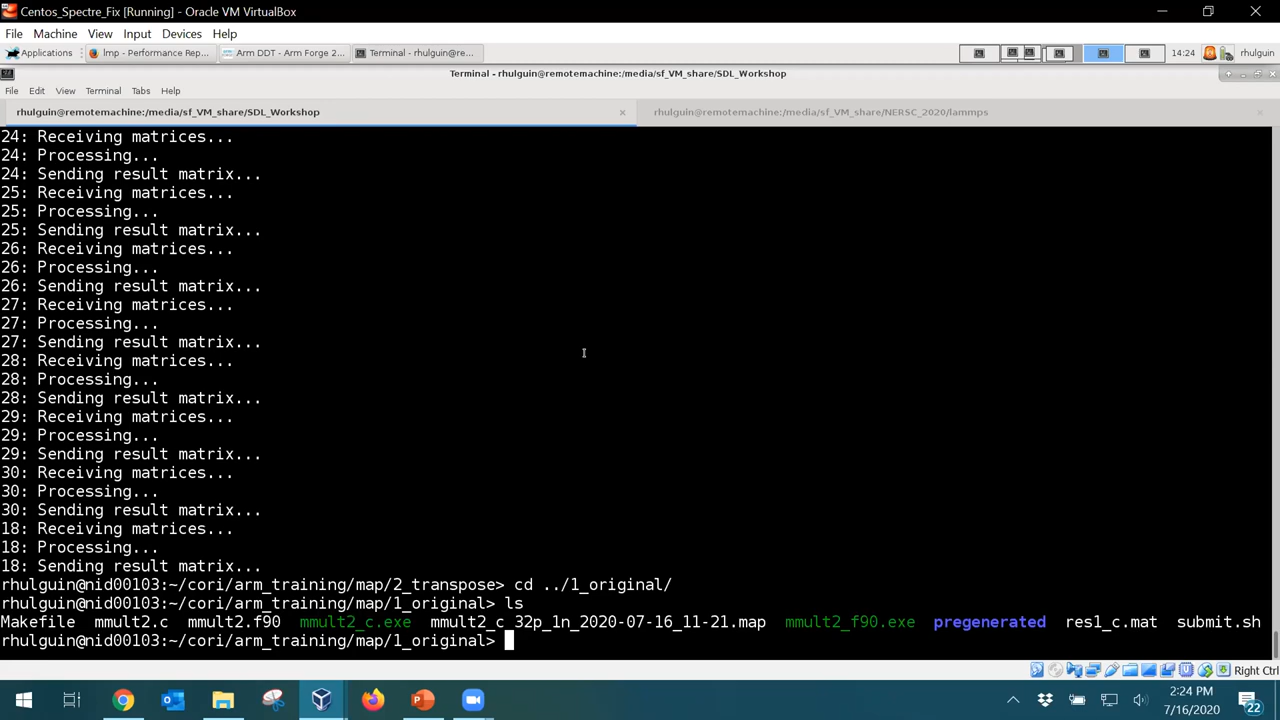 Centos_Spectre_Fix [Running] - Oracle VM VirtualBox
File Machine View Input Devices Help
Applications lmp - Performance Rep... Arm DDT - Arm Forge 2... Terminal - rhulguin@re... 14:24 rhulguin
Terminal - rhulguin@remotemachine:/media/sf_VM_share/SDL_Workshop
File Edit View Terminal Tabs Help
rhulguin@remotemachine:/media/sf_VM_share/SDL_Workshop rhulguin@remotemachine:/media/sf_VM_share/NERSC_2020/lammps
24: Receiving matrices...
24: Processing...
24: Sending result matrix...
25: Receiving matrices...
25: Processing...
25: Sending result matrix...
26: Receiving matrices...
26: Processing...
26: Sending result matrix...
27: Receiving matrices...
27: Processing...
27: Sending result matrix...
28: Receiving matrices...
28: Processing...
28: Sending result matrix...
29: Receiving matrices...
29: Processing...
29: Sending result matrix...
30: Receiving matrices...
30: Processing...
30: Sending result matrix...
18: Receiving matrices...
18: Processing...
18: Sending result matrix...
rhulguin@nid00103:~/cori/arm_training/map/2_transpose> cd ../1_original/
rhulguin@nid00103:~/cori/arm_training/map/1_original> ls
Makefile mmult2.c mmult2.f90 mmult2_c.exe mmult2_c_32p_1n_2020-07-16_11-21.map mmult2_f90.exe pregenerated res1_c.mat submit.sh
rhulguin@nid00103:~/cori/arm_training/map/1_original>
Right Ctrl
2:24 PM
7/16/2020
22